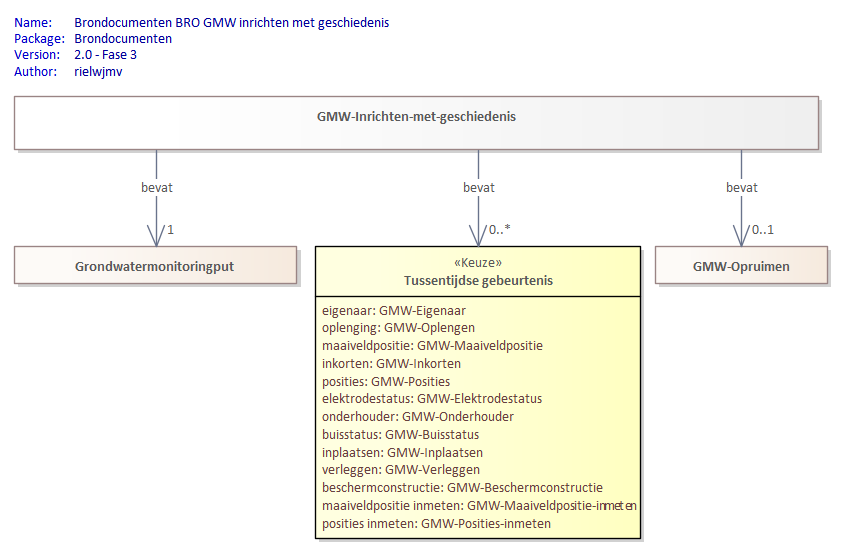 Name: Brondocumenten BRO GMW inrichten met geschiedenis
Package: Brondocumenten
Version: 2.0 - Fase 3
Author: rielwjmv
GMW-Inrichten-met-geschiedenis
bevat
bevat
bevat
1
0..*
0..1
Grondwatermonitoringput
«Keuze»
Tussentijdse gebeurtenis
GMW-Opruimen
eigenaar: GMW-Eigenaar
oplenging: GMW-Oplengen
maaiveldpositie: GMW-Maaiveldpositie
inkorten: GMW-Inkorten
posities: GMW-Posities
elektrodestatus: GMW-Elektrodestatus
onderhouder: GMW-Onderhouder
buisstatus: GMW-Buisstatus
inplaatsen: GMW-Inplaatsen
verleggen: GMW-Verleggen
beschermconstructie: GMW-Beschermconstructie
maaiveldpositie inmeten: GMW-Maaiveldpositie-inmeten
posities inmeten: GMW-Posities-inmeten